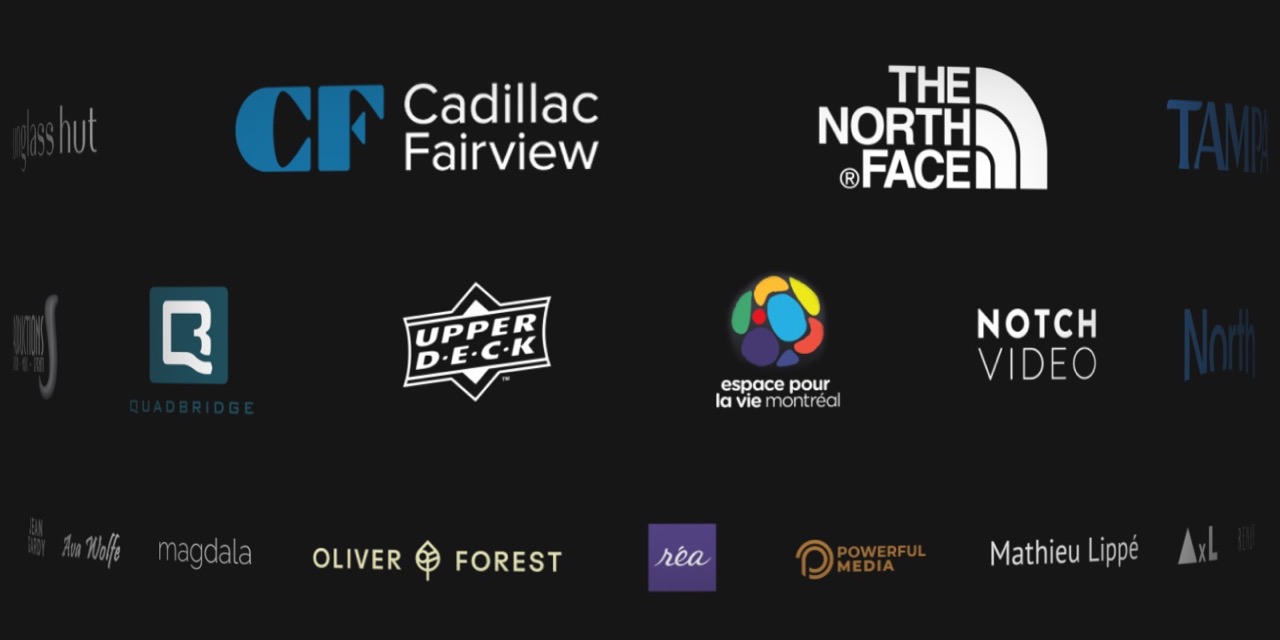 hut
CF Cadillac
Fairview
THE
NORTH
®FACE
TAMPA
QUADBRIDGE
UPPER
D·E·C·K
™
espace pour
la vie montréal
NOTCH
VIDEO
North
Ava Wolfe
magdala
OLIVER FOREST
réa
POWERFUL
MEDIA
Mathieu Lippé
AxL